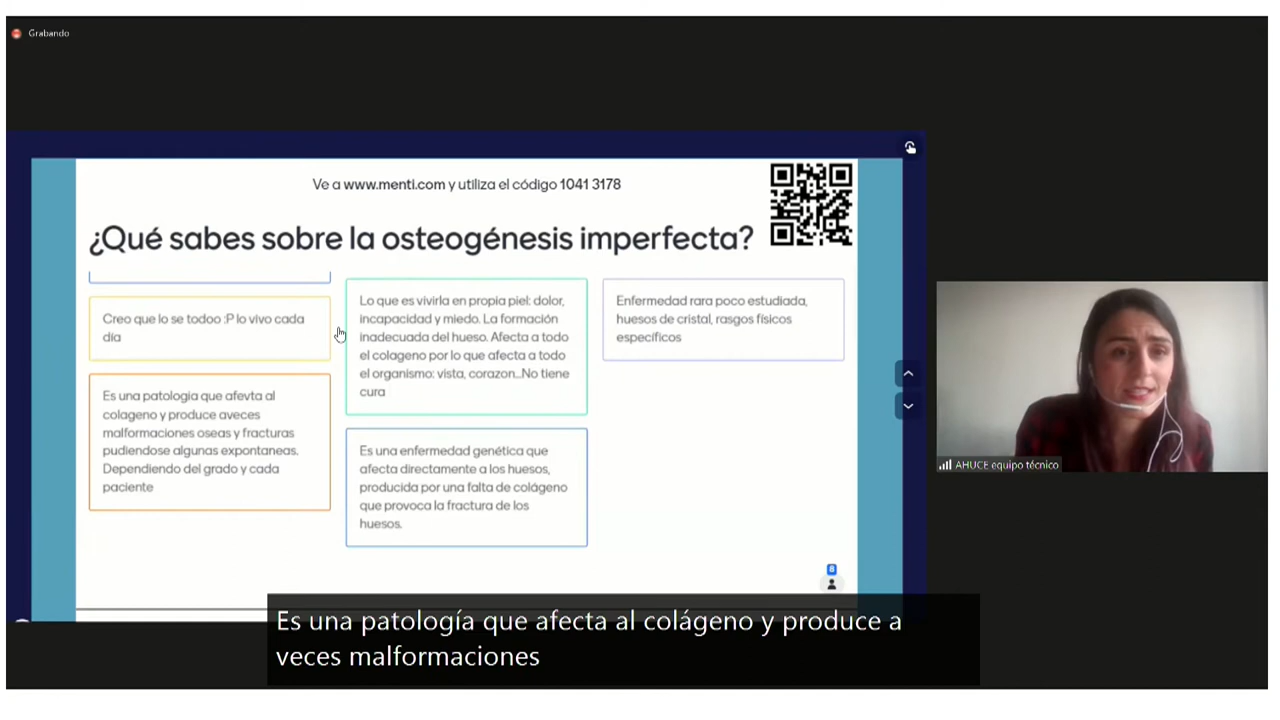 Grabando
Ve a www.menti.com y utiliza el código 1041 3178
¿Qué sabes sobre la osteogénesis imperfecta?
Creo que lo se todoo :P lo vivo cada
día
Es una patologia que afevta al
colageno y produce aveces
malformaciones oseas y fracturas
pudiendose algunas expontaneas.
Dependiendo del grado y cada
paciente
Lo que es vivirla en propia piel: dolor,
incapacidad y miedo. La formación
inadecuada del hueso. Afecta a todo
el colageno por lo que afecta a todo
el organismo: vista, corazon...No tiene
cura
Es una enfermedad genética que
afecta directamente a los huesos,
producida por una falta de colágeno
que provoca la fractura de los
huesos.
Enfermedad rara poco estudiada,
huesos de cristal, rasgos físicos
específicos
8
AHUCE equipo técnico
Es una patología que afecta al colágeno y produce a
veces malformaciones